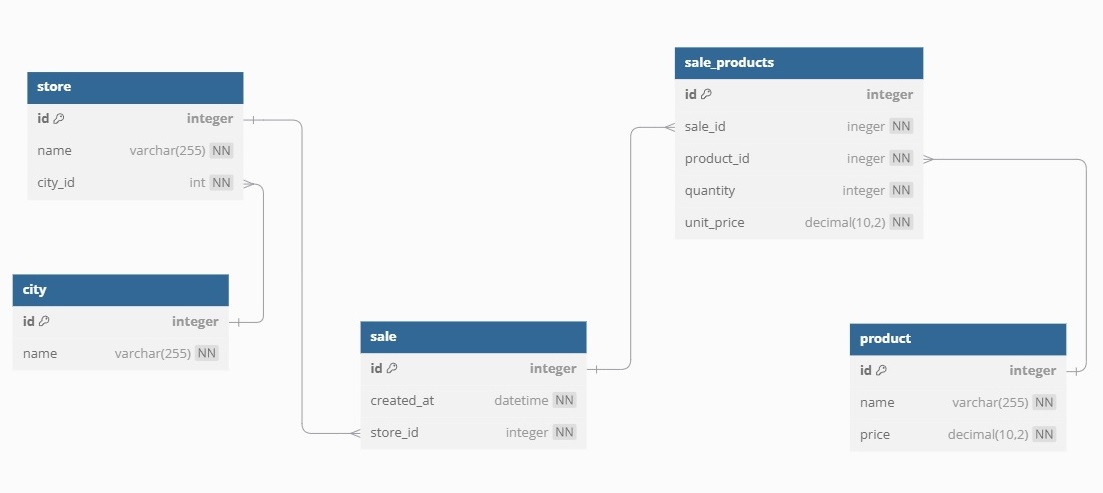 store
id integer
name varchar(255) NN
city_id int NN
city
id integer
name varchar(255) NN
sale
id integer
created_at datetime NN
store_id integer NN
sale_products
id integer
sale_id ineger NN
product_id ineger NN
quantity integer NN
unit_price decimal(10,2) NN
product
id integer
name varchar(255) NN
price decimal(10,2) NN